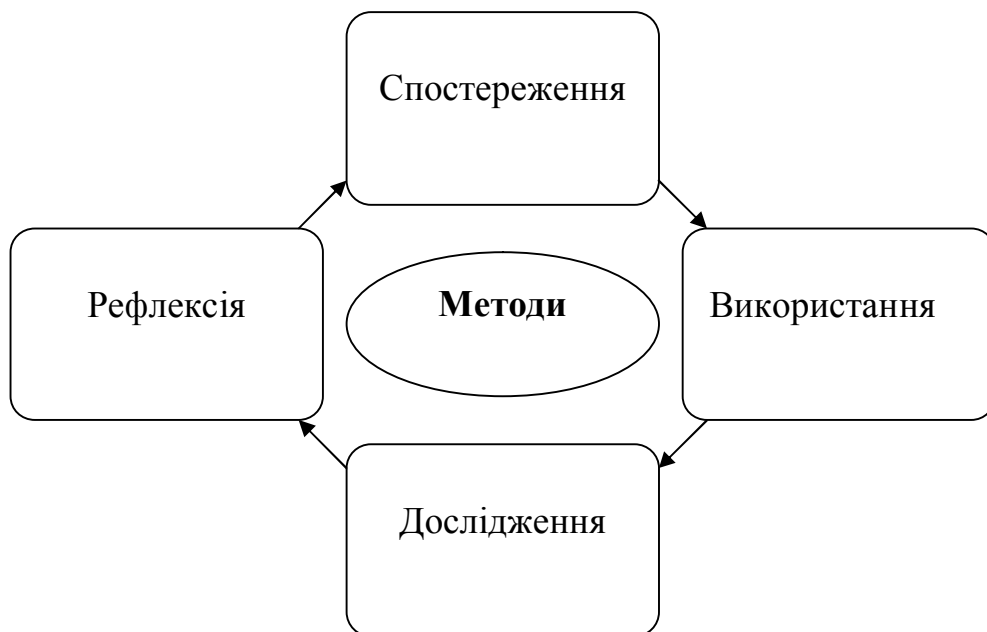 Спостереження
Рефлексія
Методи
Використання
Дослідження